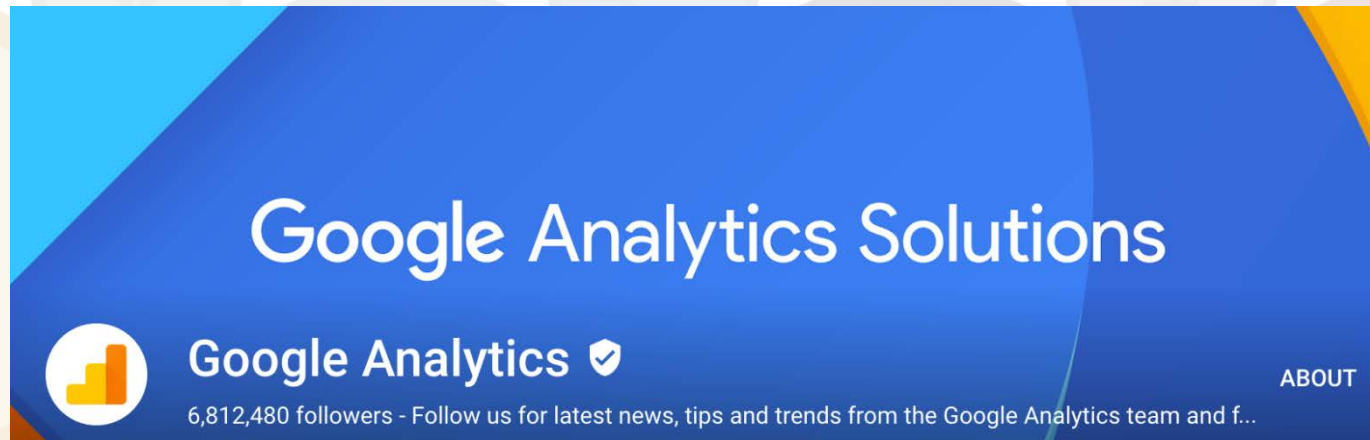 Google Analytics Solutions
Google Analytics
ABOUT
6,812,480 followers - Follow us for latest news, tips and trends from the Google Analytics team and f...